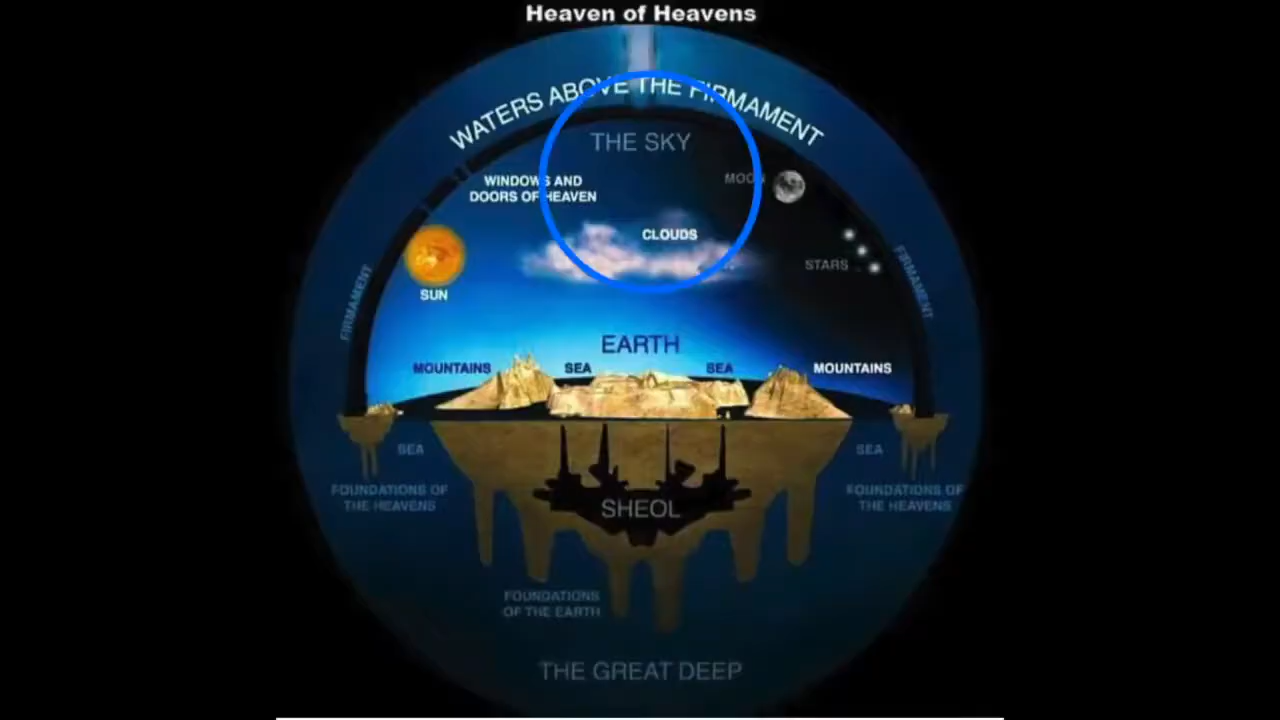 Heaven of Heavens
WATERS ABOVE THE FIRMAMENT
THE SKY
WINDOWS AND
DOORS OF HEAVEN
MOON
CLOUDS
STARS
SUN
FIRMAMENT
FIRMAMENT
EARTH
MOUNTAINS
SEA
SEA
MOUNTAINS
SEA
SEA
FOUNDATIONS OF
THE HEAVENS
FOUNDATIONS OF
THE HEAVENS
SHEOL
FOUNDATIONS
OF THE EARTH
THE GREAT DEEP